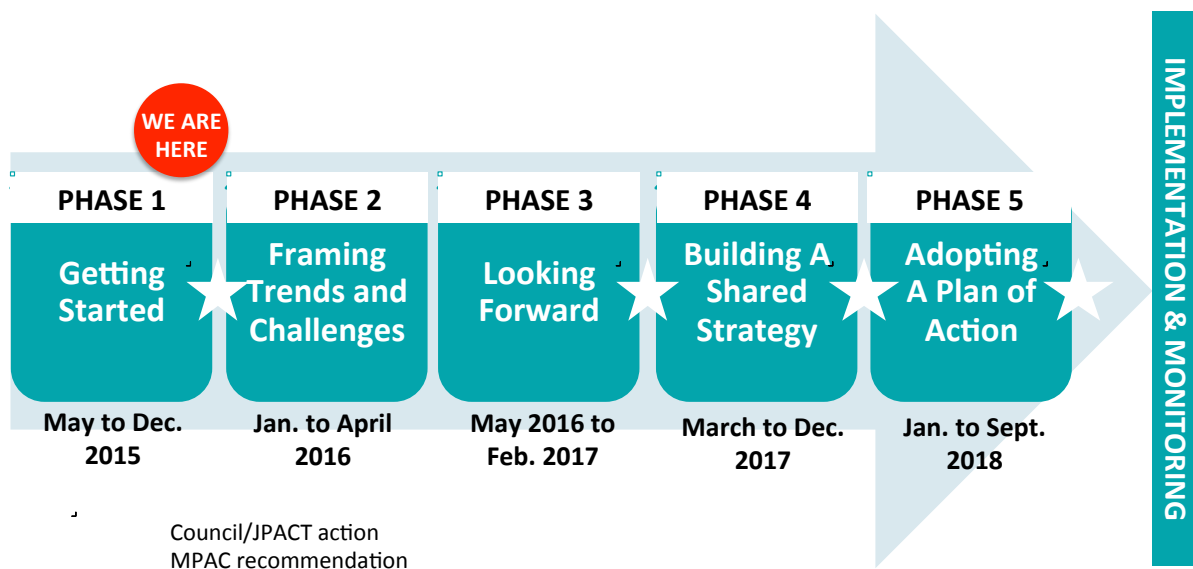 WE ARE
HERE
PHASE 1
Getting
Started
May to Dec.
2015
PHASE 2
Framing
Trends and
Challenges
Jan. to April
2016
PHASE 3
Looking
Forward
May 2016 to
Feb. 2017
PHASE 4
Building A
Shared
Strategy
March to Dec.
2017
PHASE 5
Adopting
A Plan of
Action
Jan. to Sept.
2018
IMPLEMENTATION & MONITORING
Council/JPACT action
MPAC recommendation